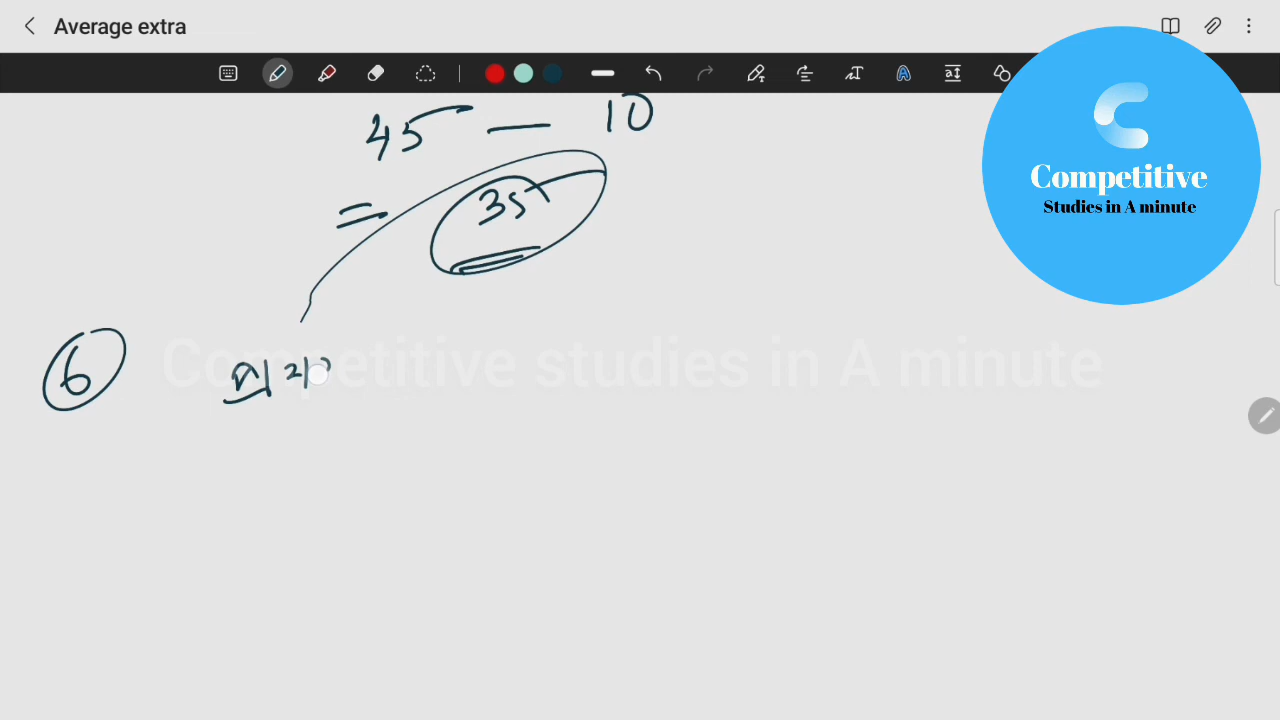 Average extra
45 — 10
= 35
Competitive
Studies in A minute
Competitive studies in A minute
6